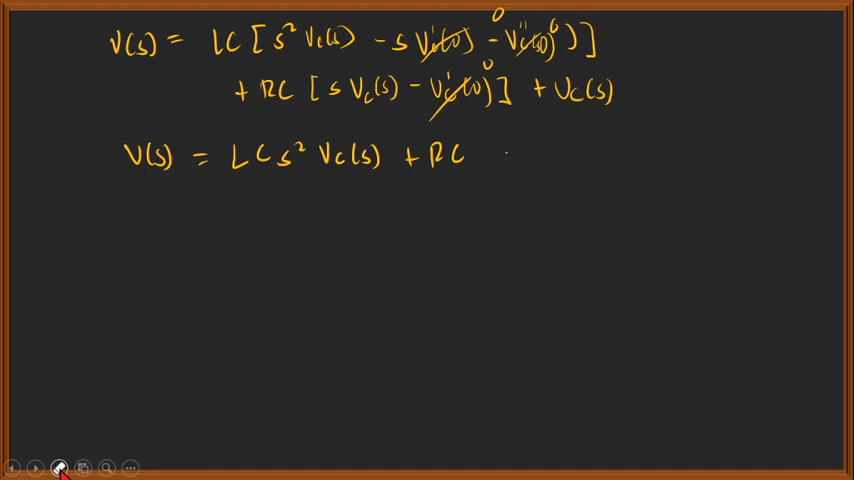 V(s) = LC [ s² Vc(s) - s Vc'(0) - Vc''(0) ) ]
+ RC [ s Vc(s) - Vc'(0) ] + Vc(s)
V(s) = LC s² Vc(s) + RC